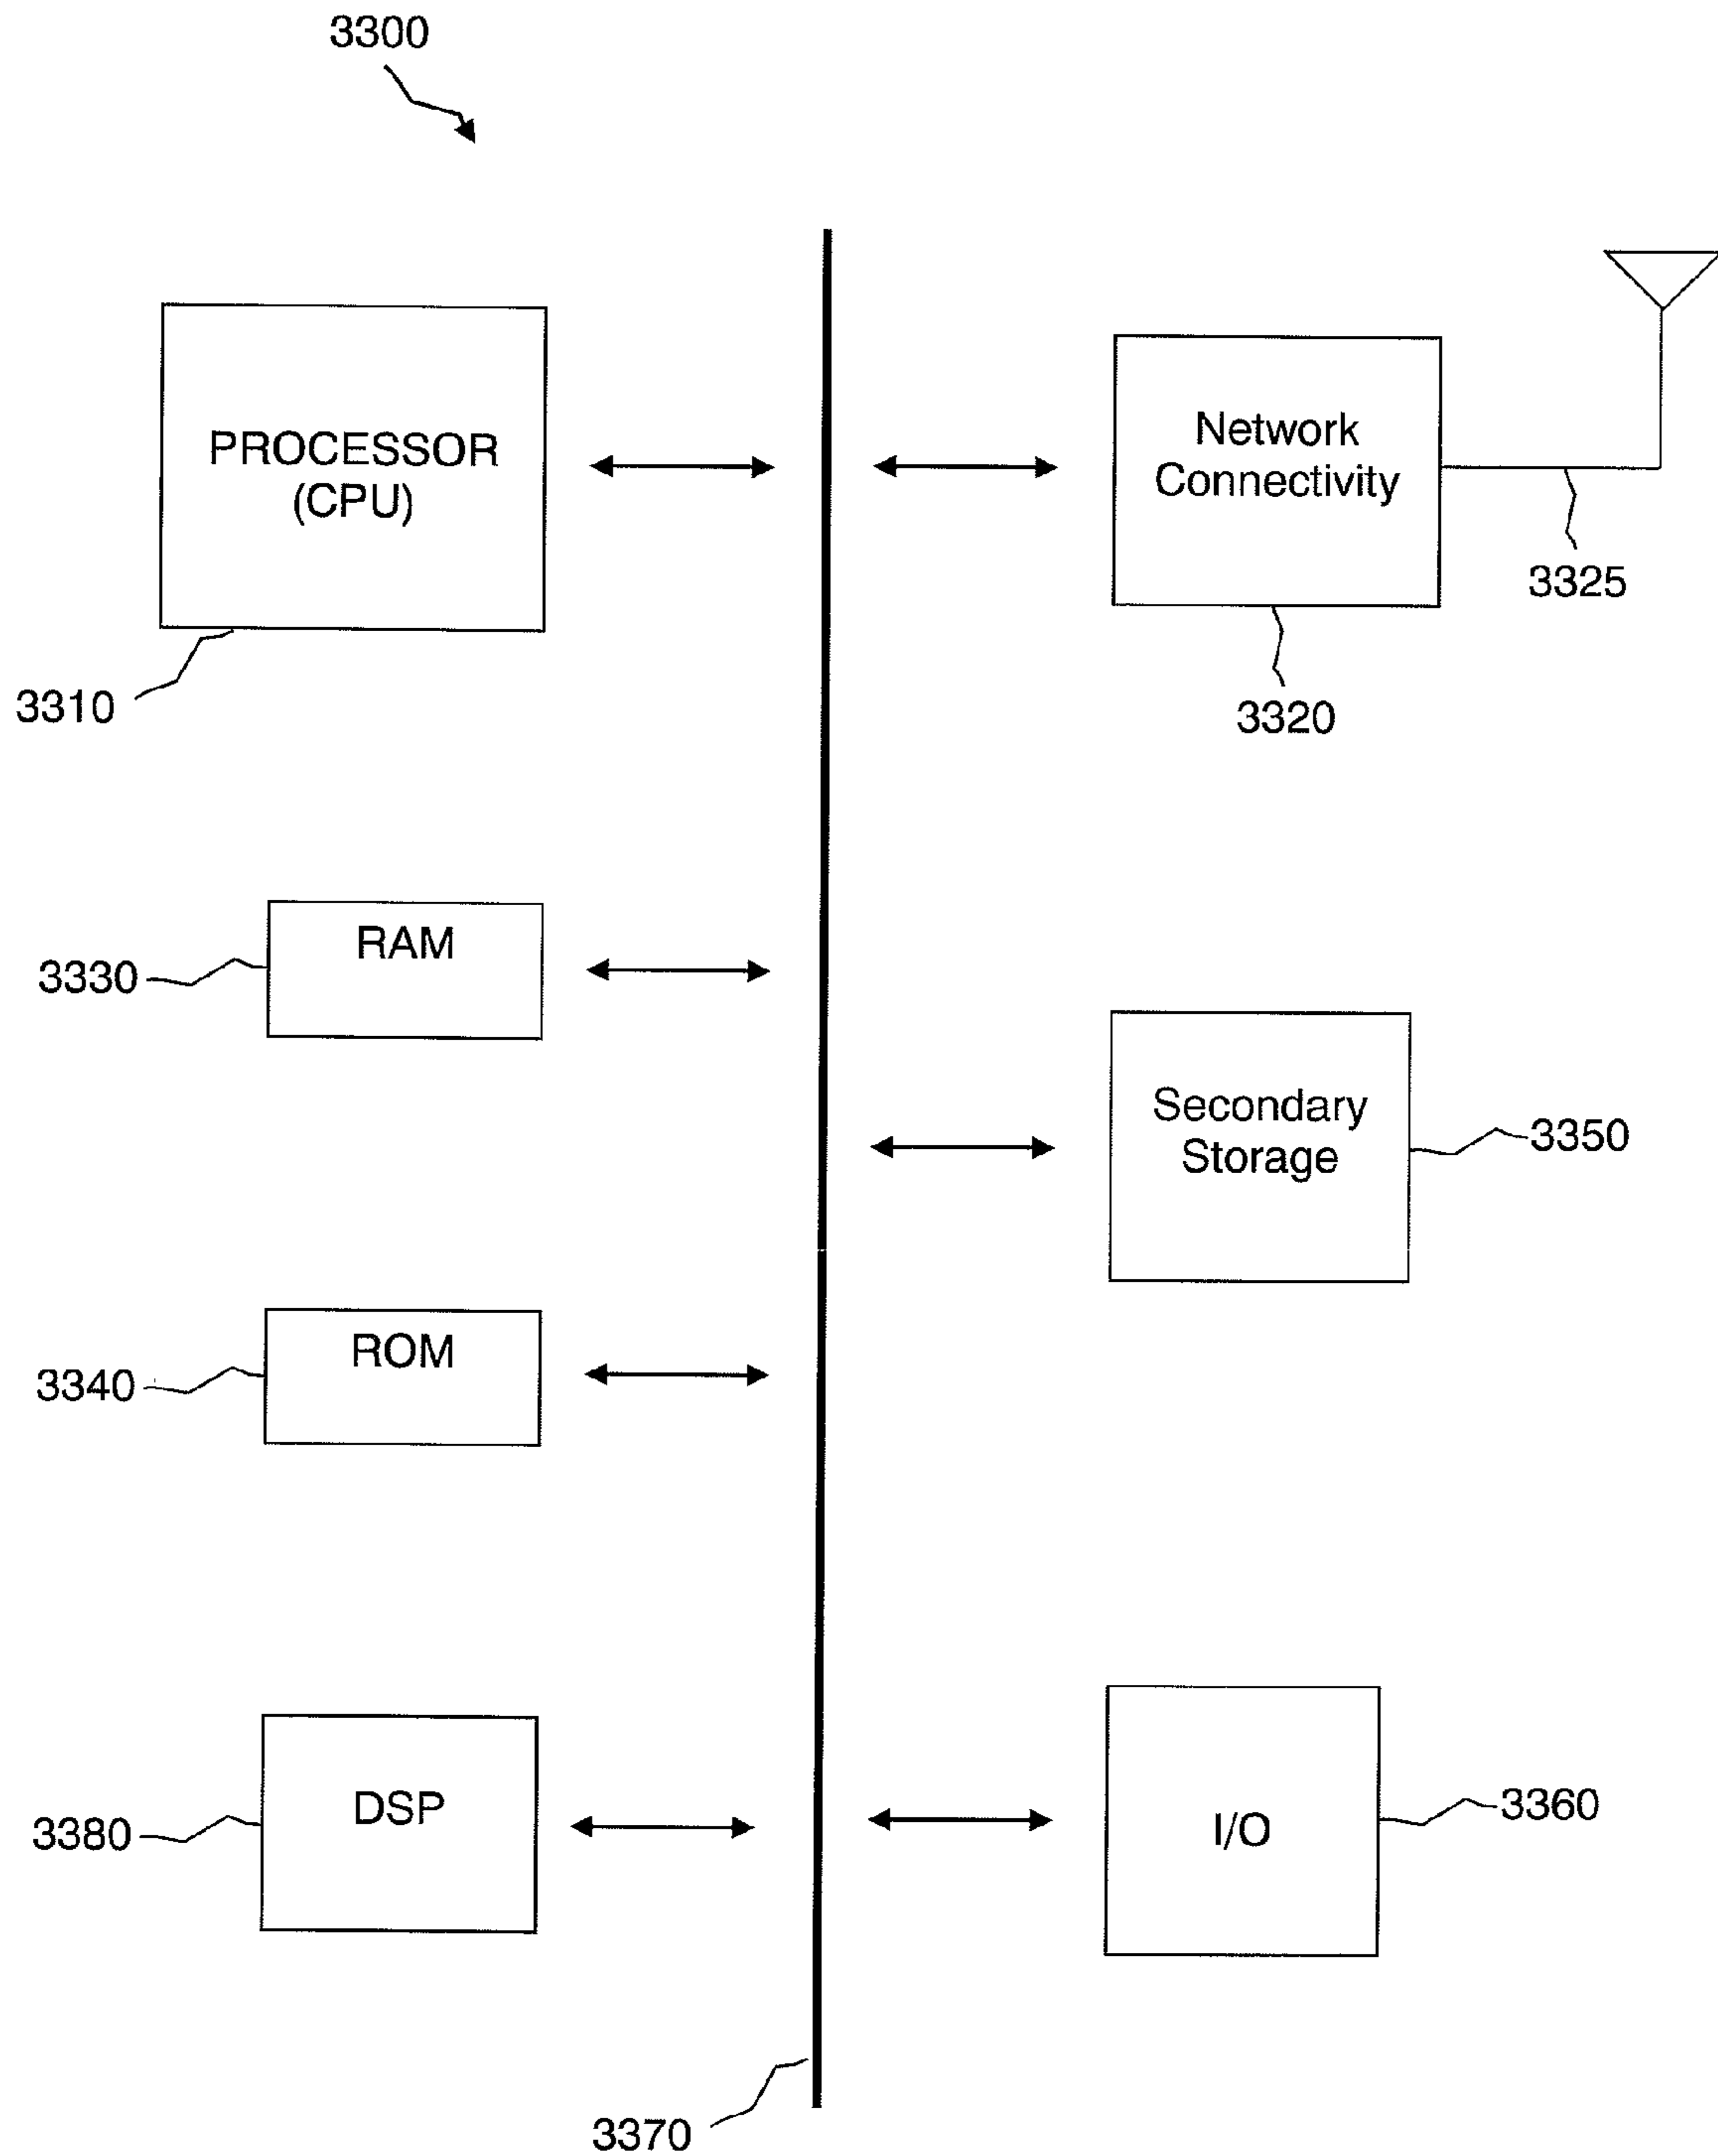 3300
PROCESSOR
(CPU)
3310
Network
Connectivity
3325
3320
RAM
3330
Secondary
Storage
3350
ROM
3340
DSP
3380
I/O
3360
3370